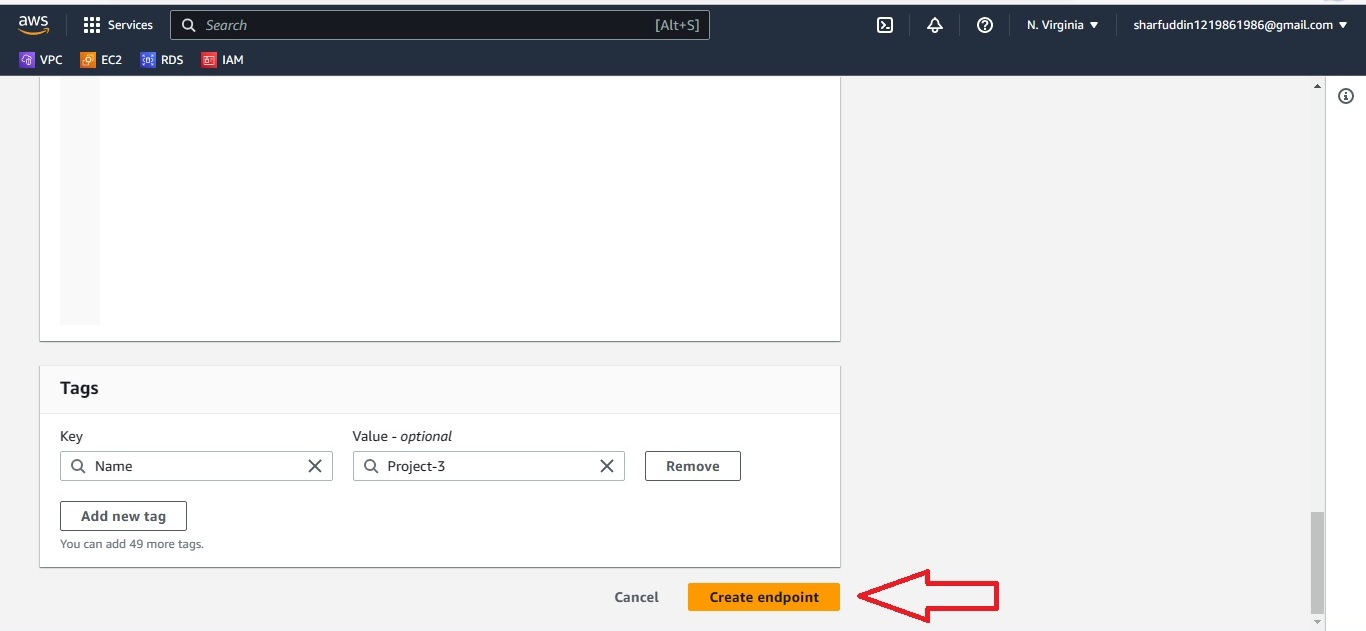 aws Services Search [Alt+S] N. Virginia sharfuddin1219861986@gmail.com
VPC EC2 RDS IAM
Tags
Key Value - optional
Name Project-3 Remove
Add new tag
You can add 49 more tags.
Cancel Create endpoint